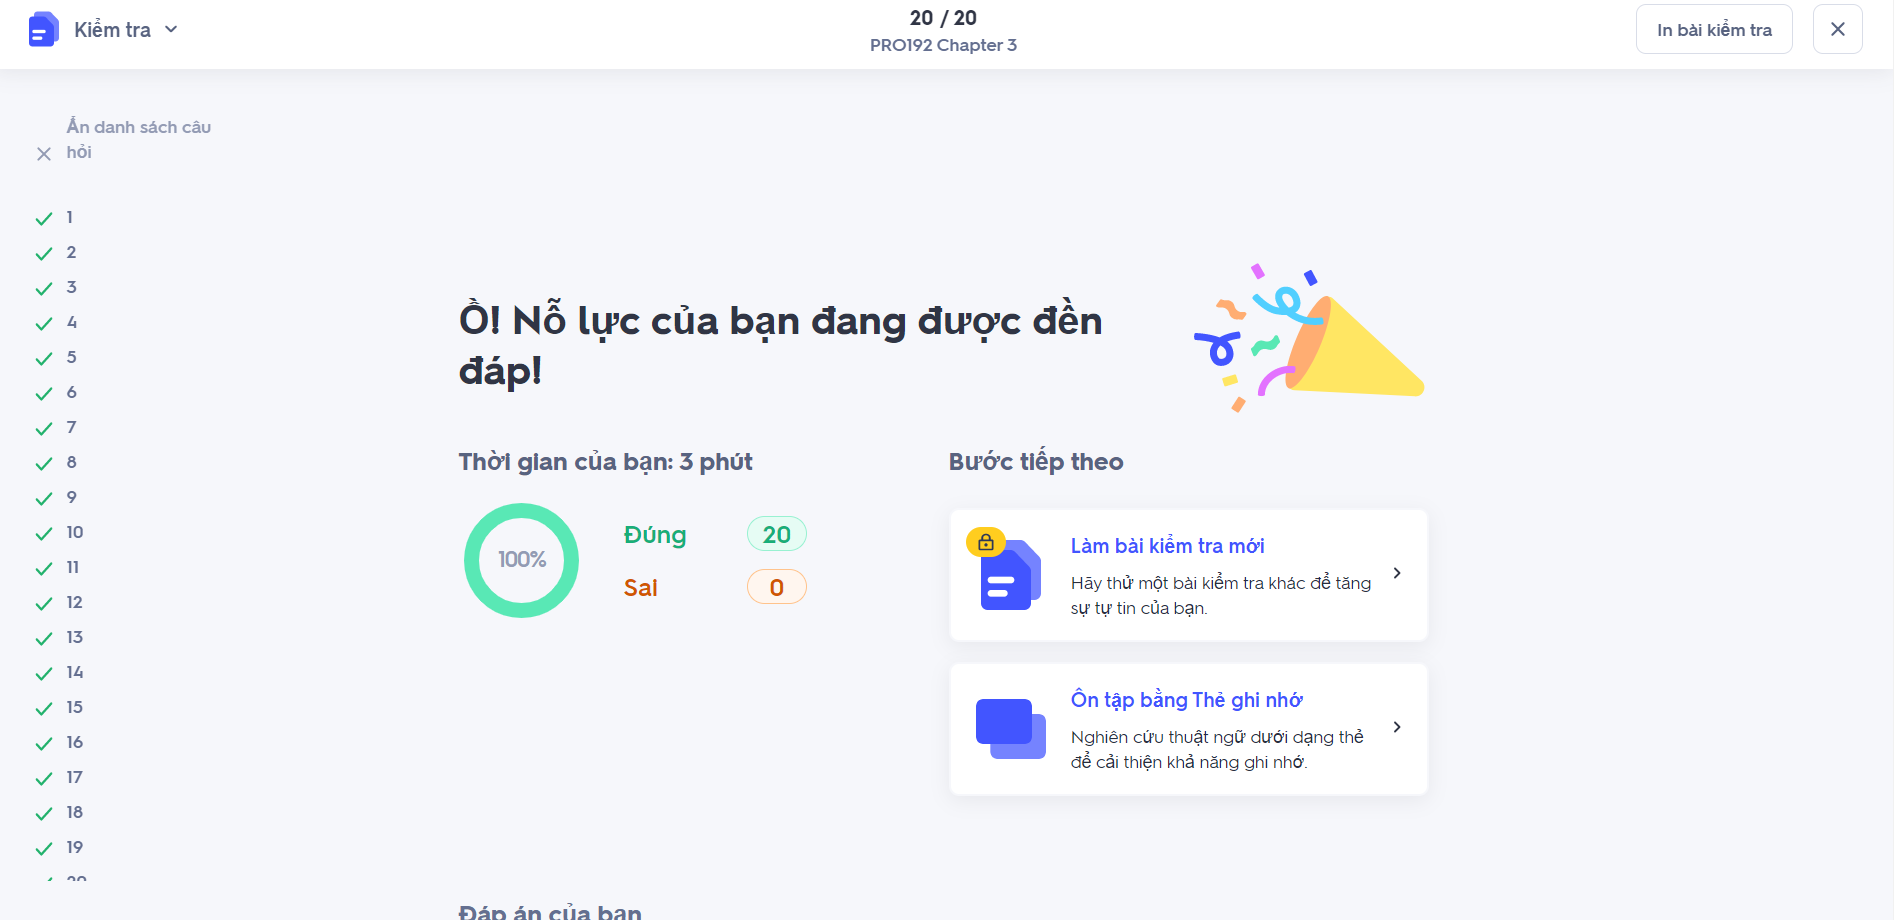 Kiểm tra
20 / 20
PRO192 Chapter 3
In bài kiểm tra
Ẩn danh sách câu
hỏi
1
2
3
4
5
6
7
8
9
10
11
12
13
14
15
16
17
18
19
20
Ồ! Nỗ lực của bạn đang được đền
đáp!
Thời gian của bạn: 3 phút
100%
Đúng
20
Sai
0
Bước tiếp theo
Làm bài kiểm tra mới
Hãy thử một bài kiểm tra khác để tăng
sự tự tin của bạn.
Ôn tập bằng Thẻ ghi nhớ
Nghiên cứu thuật ngữ dưới dạng thẻ
để cải thiện khả năng ghi nhớ.
Đáp án của bạn